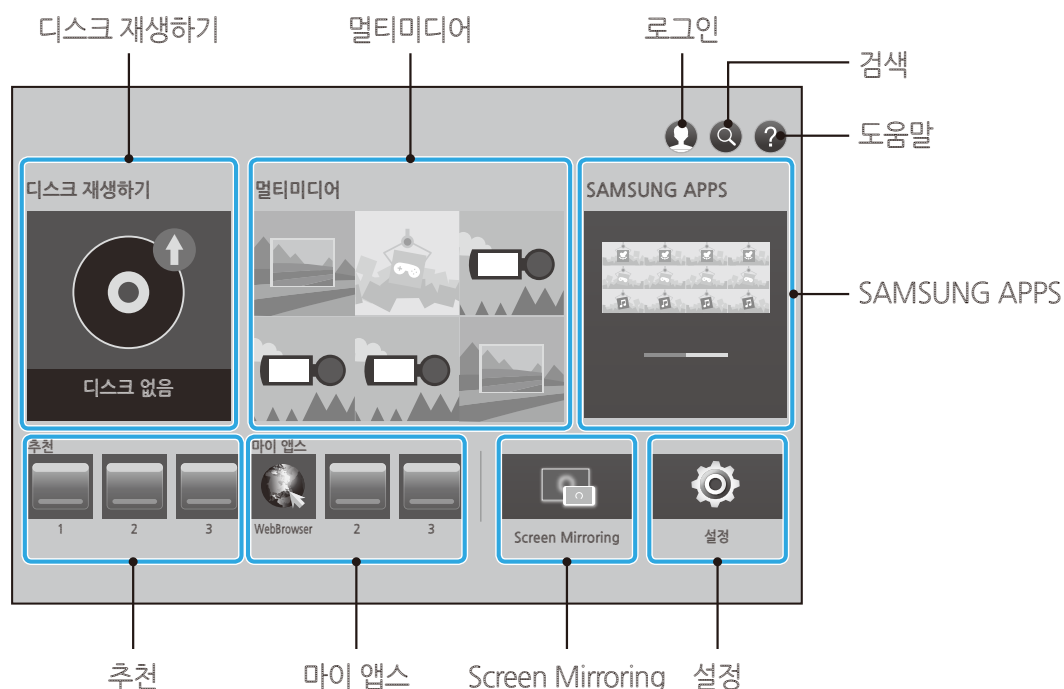 디스크 재생하기
멀티미디어
로그인
검색
도움말
?
디스크 재생하기
멀티미디어
SAMSUNG APPS
SAMSUNG APPS
디스크 없음
추천
마이 앱스
1
2
3
WebBrowser
2
3
Screen Mirroring
설정
추천
마이 앱스
Screen Mirroring
설정